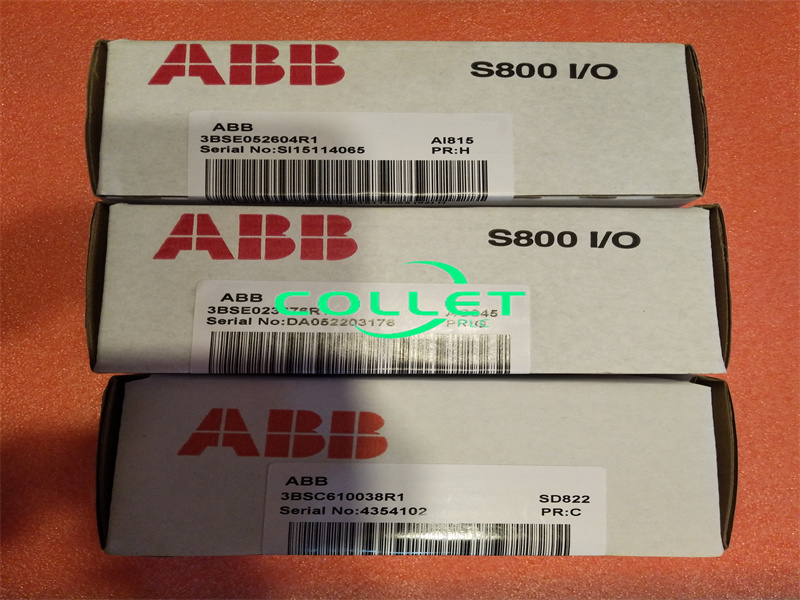 ABB S800 I/O
ABB
3BSE052604R1 AI815
Serial No:SI15114065 PR:H
ABB S800 I/O
ABB
COLLET
Serial No:DA052203176
ABB
ABB
3BSC610038R1 SD822
Serial No:4354102 PR:C